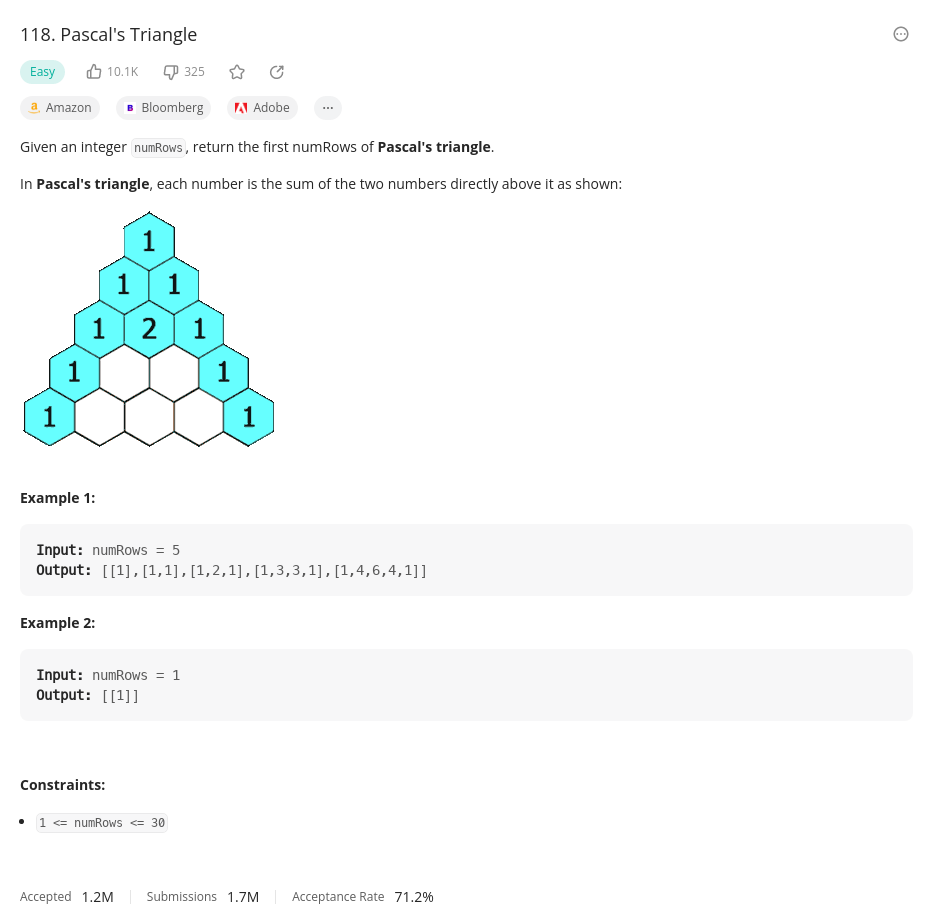 118. Pascal's Triangle
Easy 10.1K 325
Amazon B Bloomberg Adobe ...
Given an integer numRows, return the first numRows of Pascal's triangle.
In Pascal's triangle, each number is the sum of the two numbers directly above it as shown:
1
1 1
1 2 1
1 1
1 1
Example 1:
Input: numRows = 5
Output: [[1],[1,1],[1,2,1],[1,3,3,1],[1,4,6,4,1]]
Example 2:
Input: numRows = 1
Output: [[1]]
Constraints:
1 <= numRows <= 30
Accepted 1.2M Submissions 1.7M Acceptance Rate 71.2%